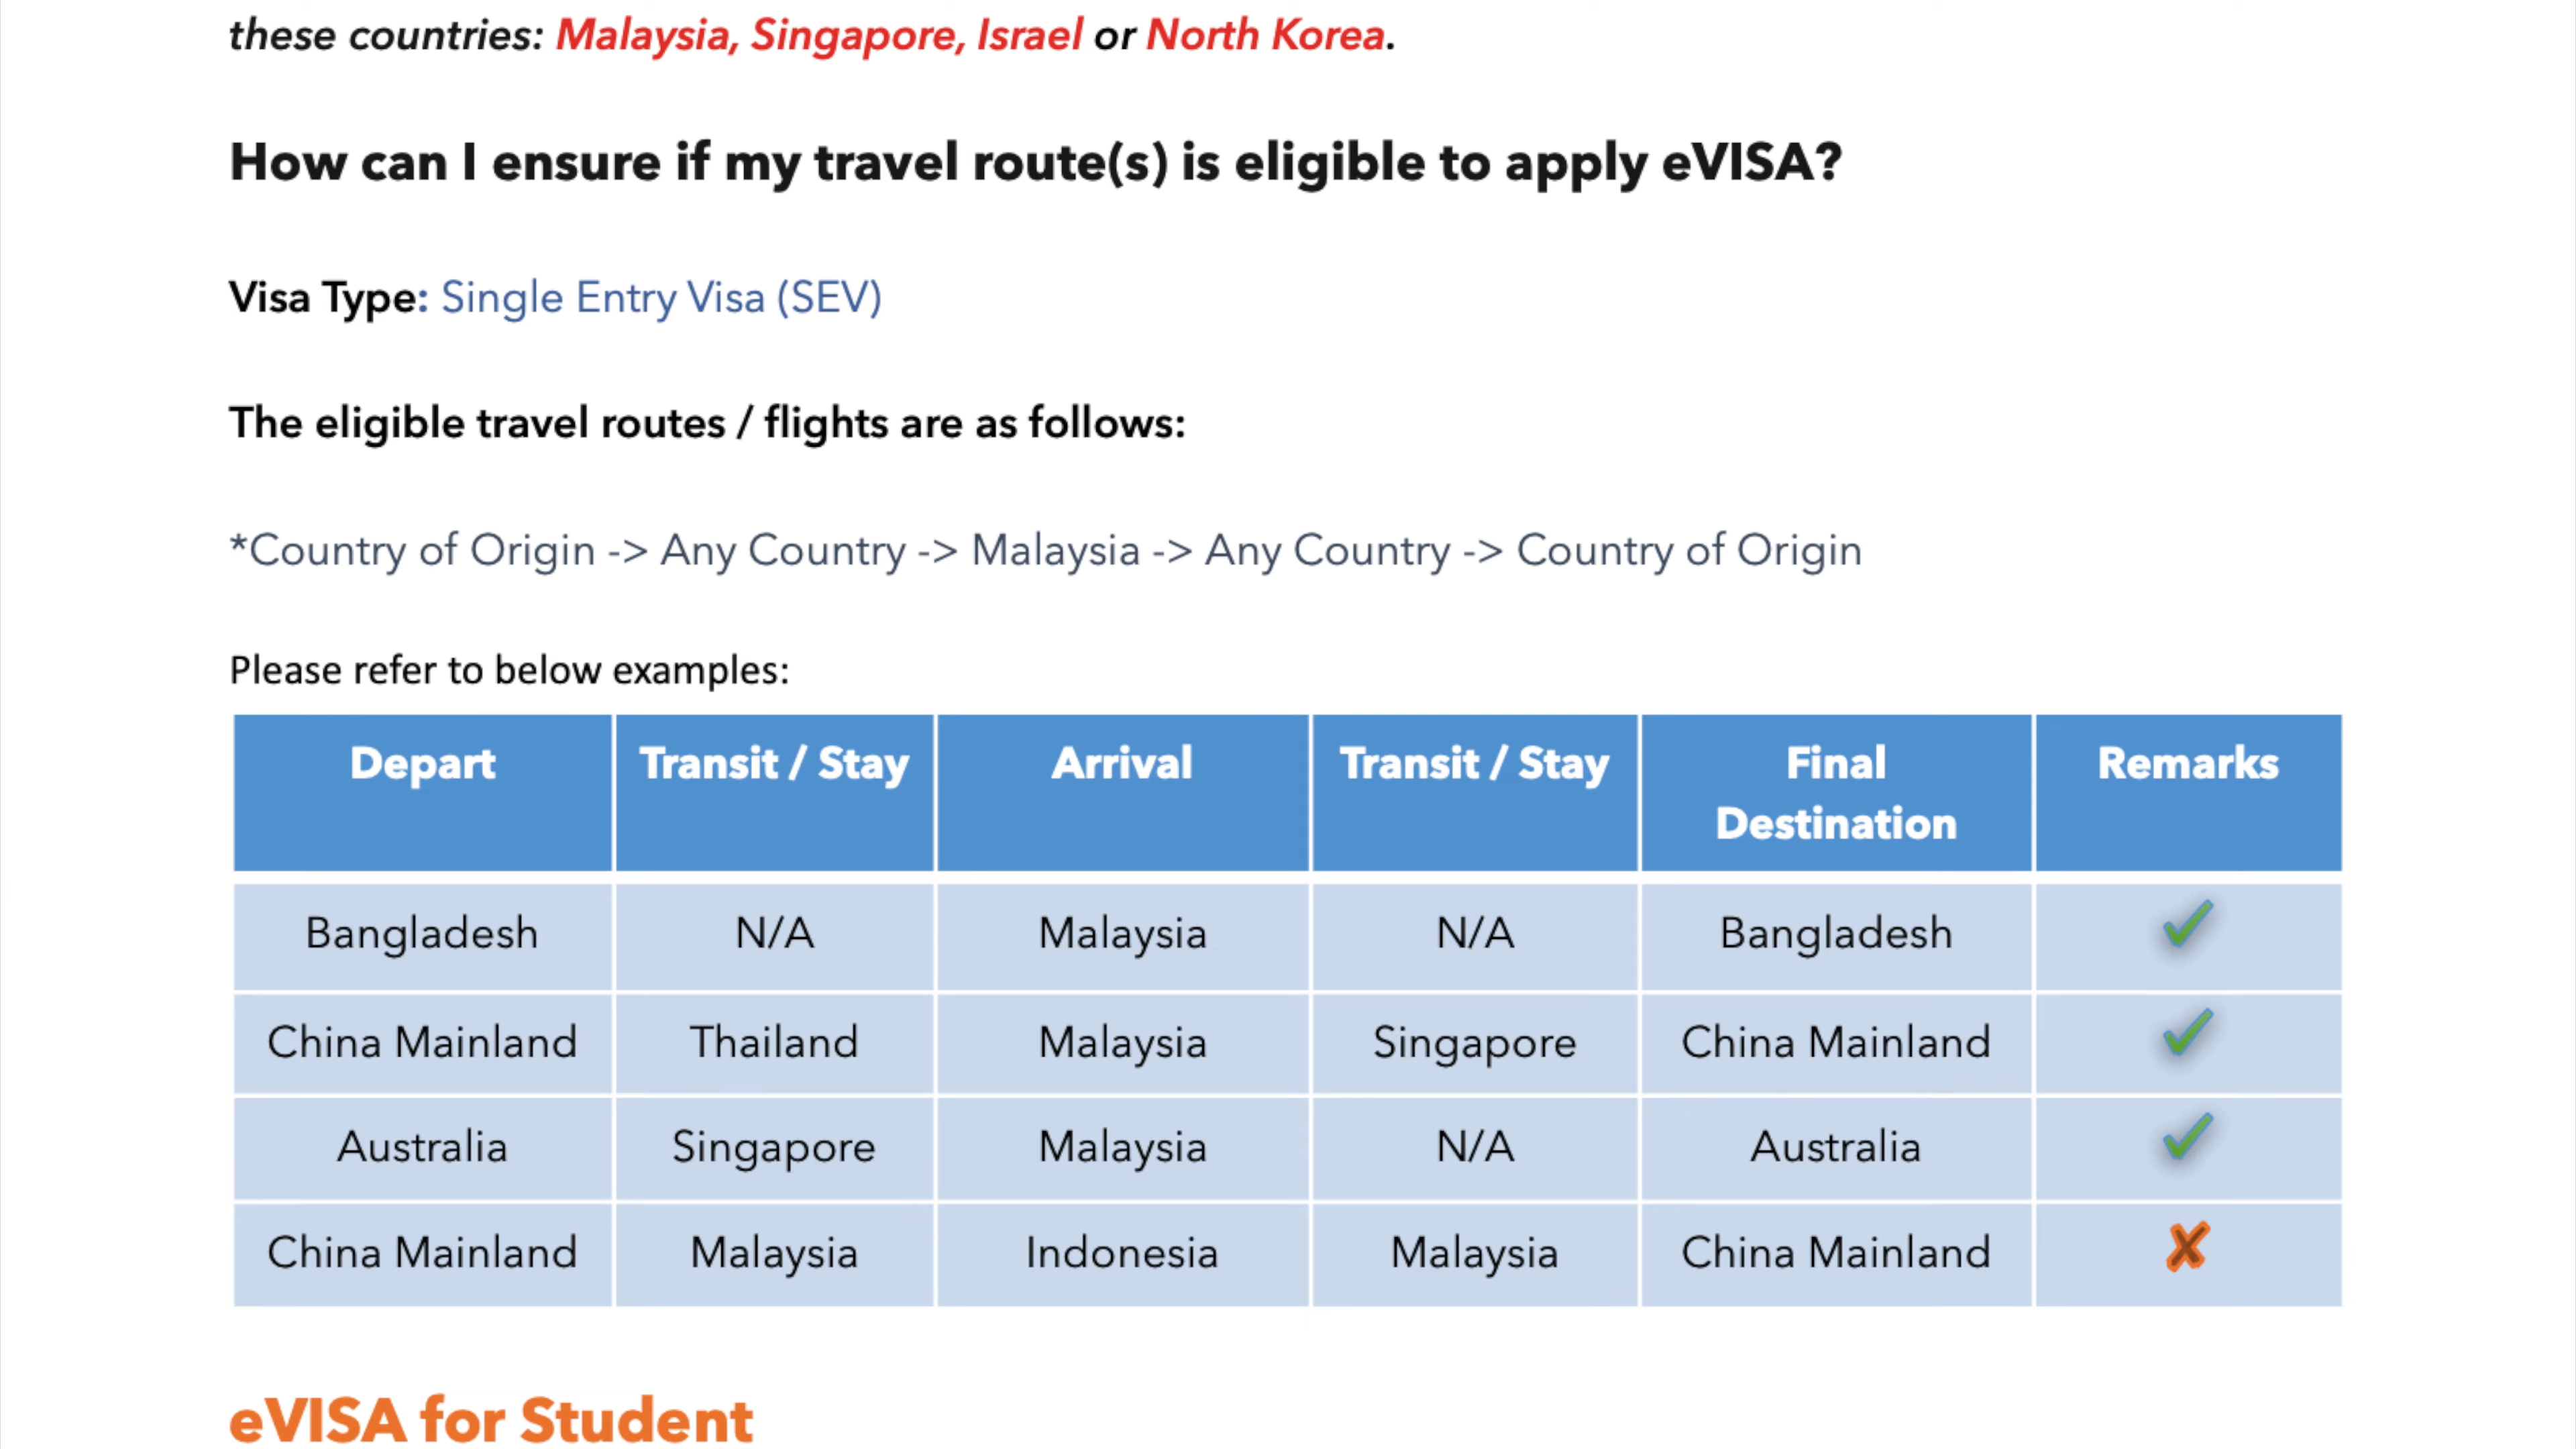 these countries: Malaysia, Singapore, Israel or North Korea.
How can I ensure if my travel route(s) is eligible to apply eVISA?
Visa Type: Single Entry Visa (SEV)
The eligible travel routes / flights are as follows:
*Country of Origin -> Any Country -> Malaysia -> Any Country -> Country of Origin
Please refer to below examples:
Depart Transit / Stay Arrival Transit / Stay Final Destination Remarks
Bangladesh N/A Malaysia N/A Bangladesh ✓
China Mainland Thailand Malaysia Singapore China Mainland ✓
Australia Singapore Malaysia N/A Australia ✓
China Mainland Malaysia Indonesia Malaysia China Mainland ✗
eVISA for Student